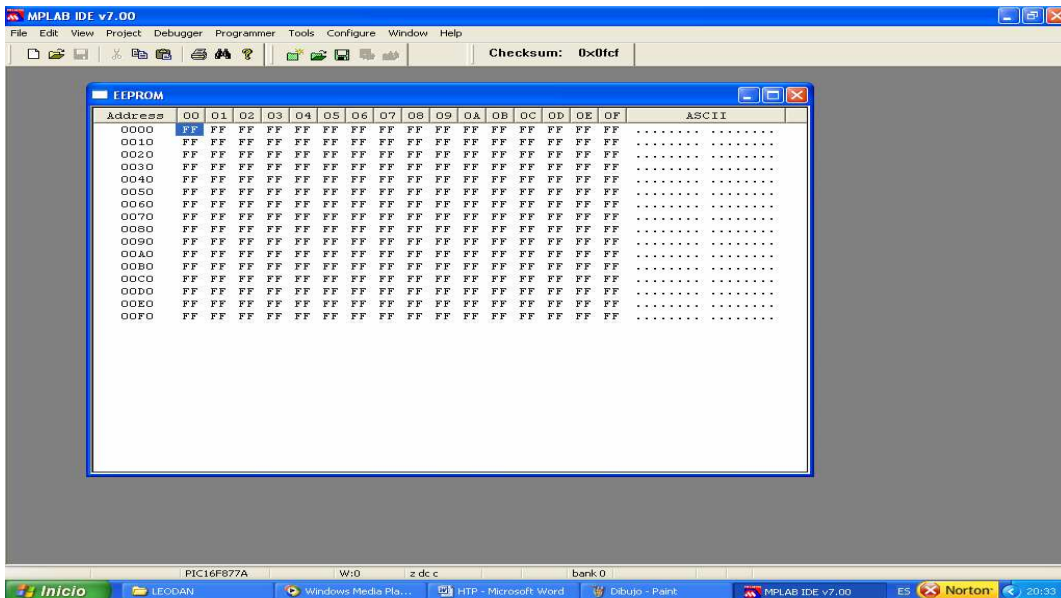 MPLAB IDE v7.00
File Edit View Project Debugger Programmer Tools Configure Window Help
Checksum: 0x0fcf
EEPROM
Address 00 01 02 03 04 05 06 07 08 09 0A 0B 0C 0D 0E 0F ASCII
0000 FF FF FF FF FF FF FF FF FF FF FF FF FF FF FF FF ........ ........
0010 FF FF FF FF FF FF FF FF FF FF FF FF FF FF FF FF ........ ........
0020 FF FF FF FF FF FF FF FF FF FF FF FF FF FF FF FF ........ ........
0030 FF FF FF FF FF FF FF FF FF FF FF FF FF FF FF FF ........ ........
0040 FF FF FF FF FF FF FF FF FF FF FF FF FF FF FF FF ........ ........
0050 FF FF FF FF FF FF FF FF FF FF FF FF FF FF FF FF ........ ........
0060 FF FF FF FF FF FF FF FF FF FF FF FF FF FF FF FF ........ ........
0070 FF FF FF FF FF FF FF FF FF FF FF FF FF FF FF FF ........ ........
0080 FF FF FF FF FF FF FF FF FF FF FF FF FF FF FF FF ........ ........
0090 FF FF FF FF FF FF FF FF FF FF FF FF FF FF FF FF ........ ........
00A0 FF FF FF FF FF FF FF FF FF FF FF FF FF FF FF FF ........ ........
00B0 FF FF FF FF FF FF FF FF FF FF FF FF FF FF FF FF ........ ........
00C0 FF FF FF FF FF FF FF FF FF FF FF FF FF FF FF FF ........ ........
00D0 FF FF FF FF FF FF FF FF FF FF FF FF FF FF FF FF ........ ........
00E0 FF FF FF FF FF FF FF FF FF FF FF FF FF FF FF FF ........ ........
00F0 FF FF FF FF FF FF FF FF FF FF FF FF FF FF FF FF ........ ........
PIC16F877A W:0 z dc c bank 0
Inicio LEODAN Windows Media Pla... HTP - Microsoft Word Dibujo - Paint MPLAB IDE v7.00 ES Norton 20:33